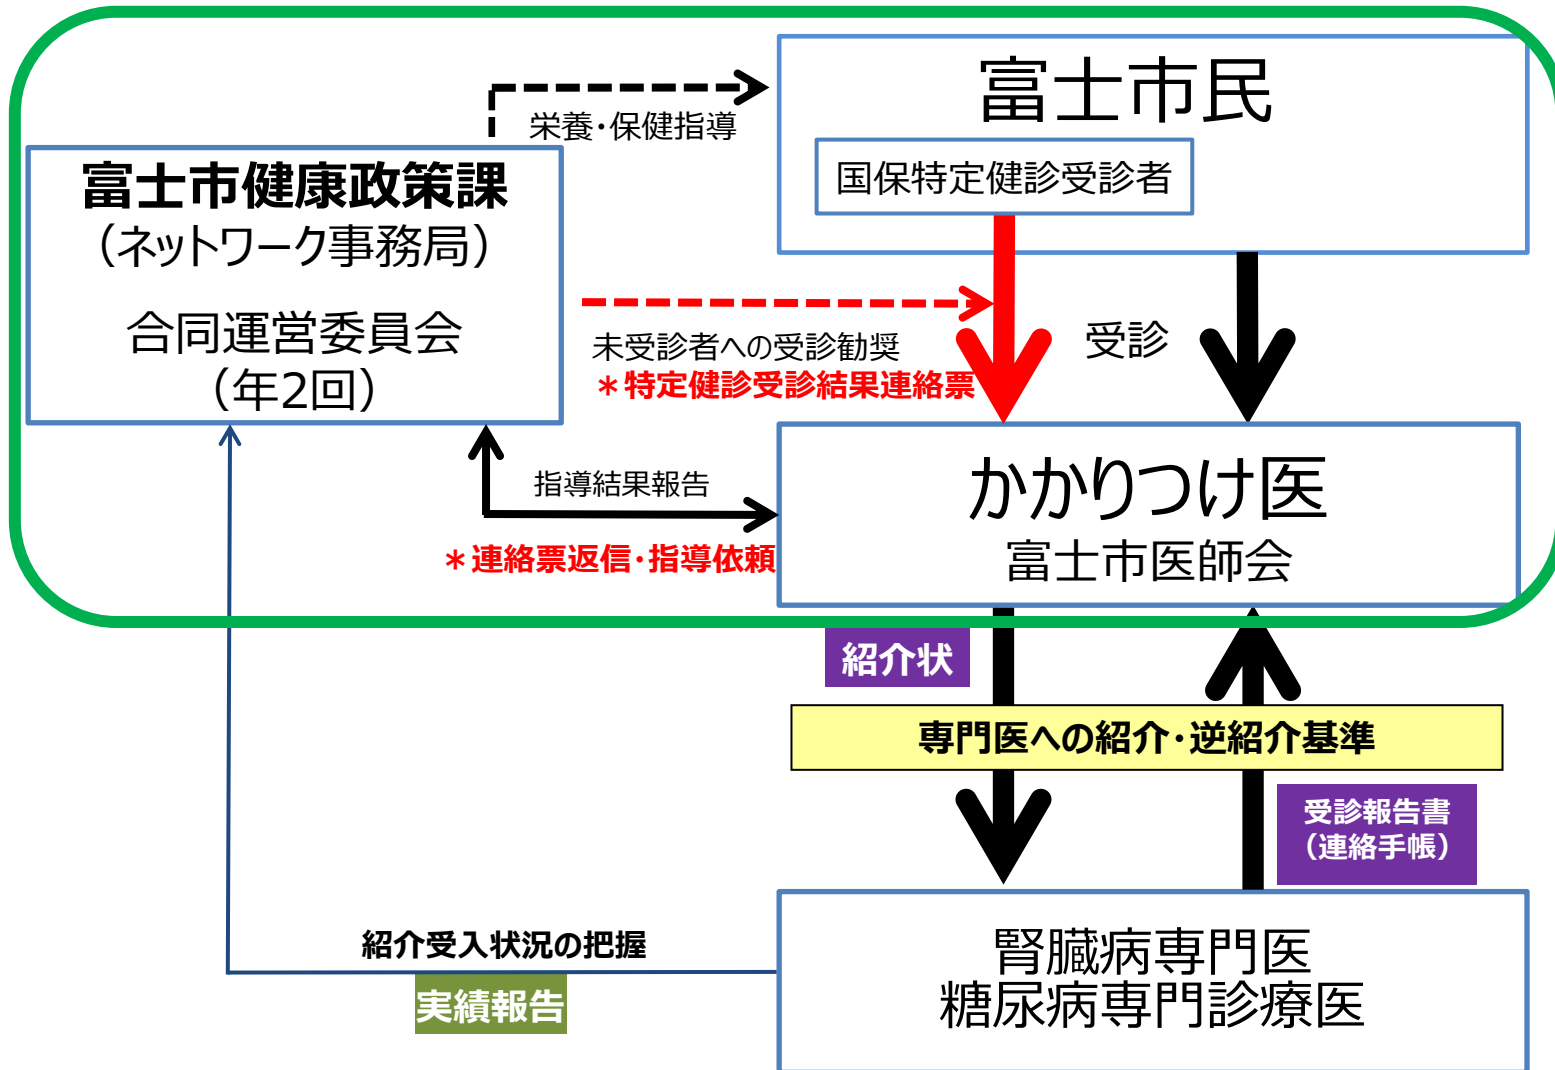 富士市民
国保特定健診受診者
栄養・保健指導
富士市健康政策課
（ネットワーク事務局）
合同運営委員会
（年2回）
未受診者への受診勧奨
＊特定健診受診結果連絡票
受診
指導結果報告
＊連絡票返信・指導依頼
かかりつけ医
富士市医師会
紹介状
専門医への紹介・逆紹介基準
受診報告書
（連絡手帳）
紹介受入状況の把握
実績報告
腎臓病専門医
糖尿病専門診療医